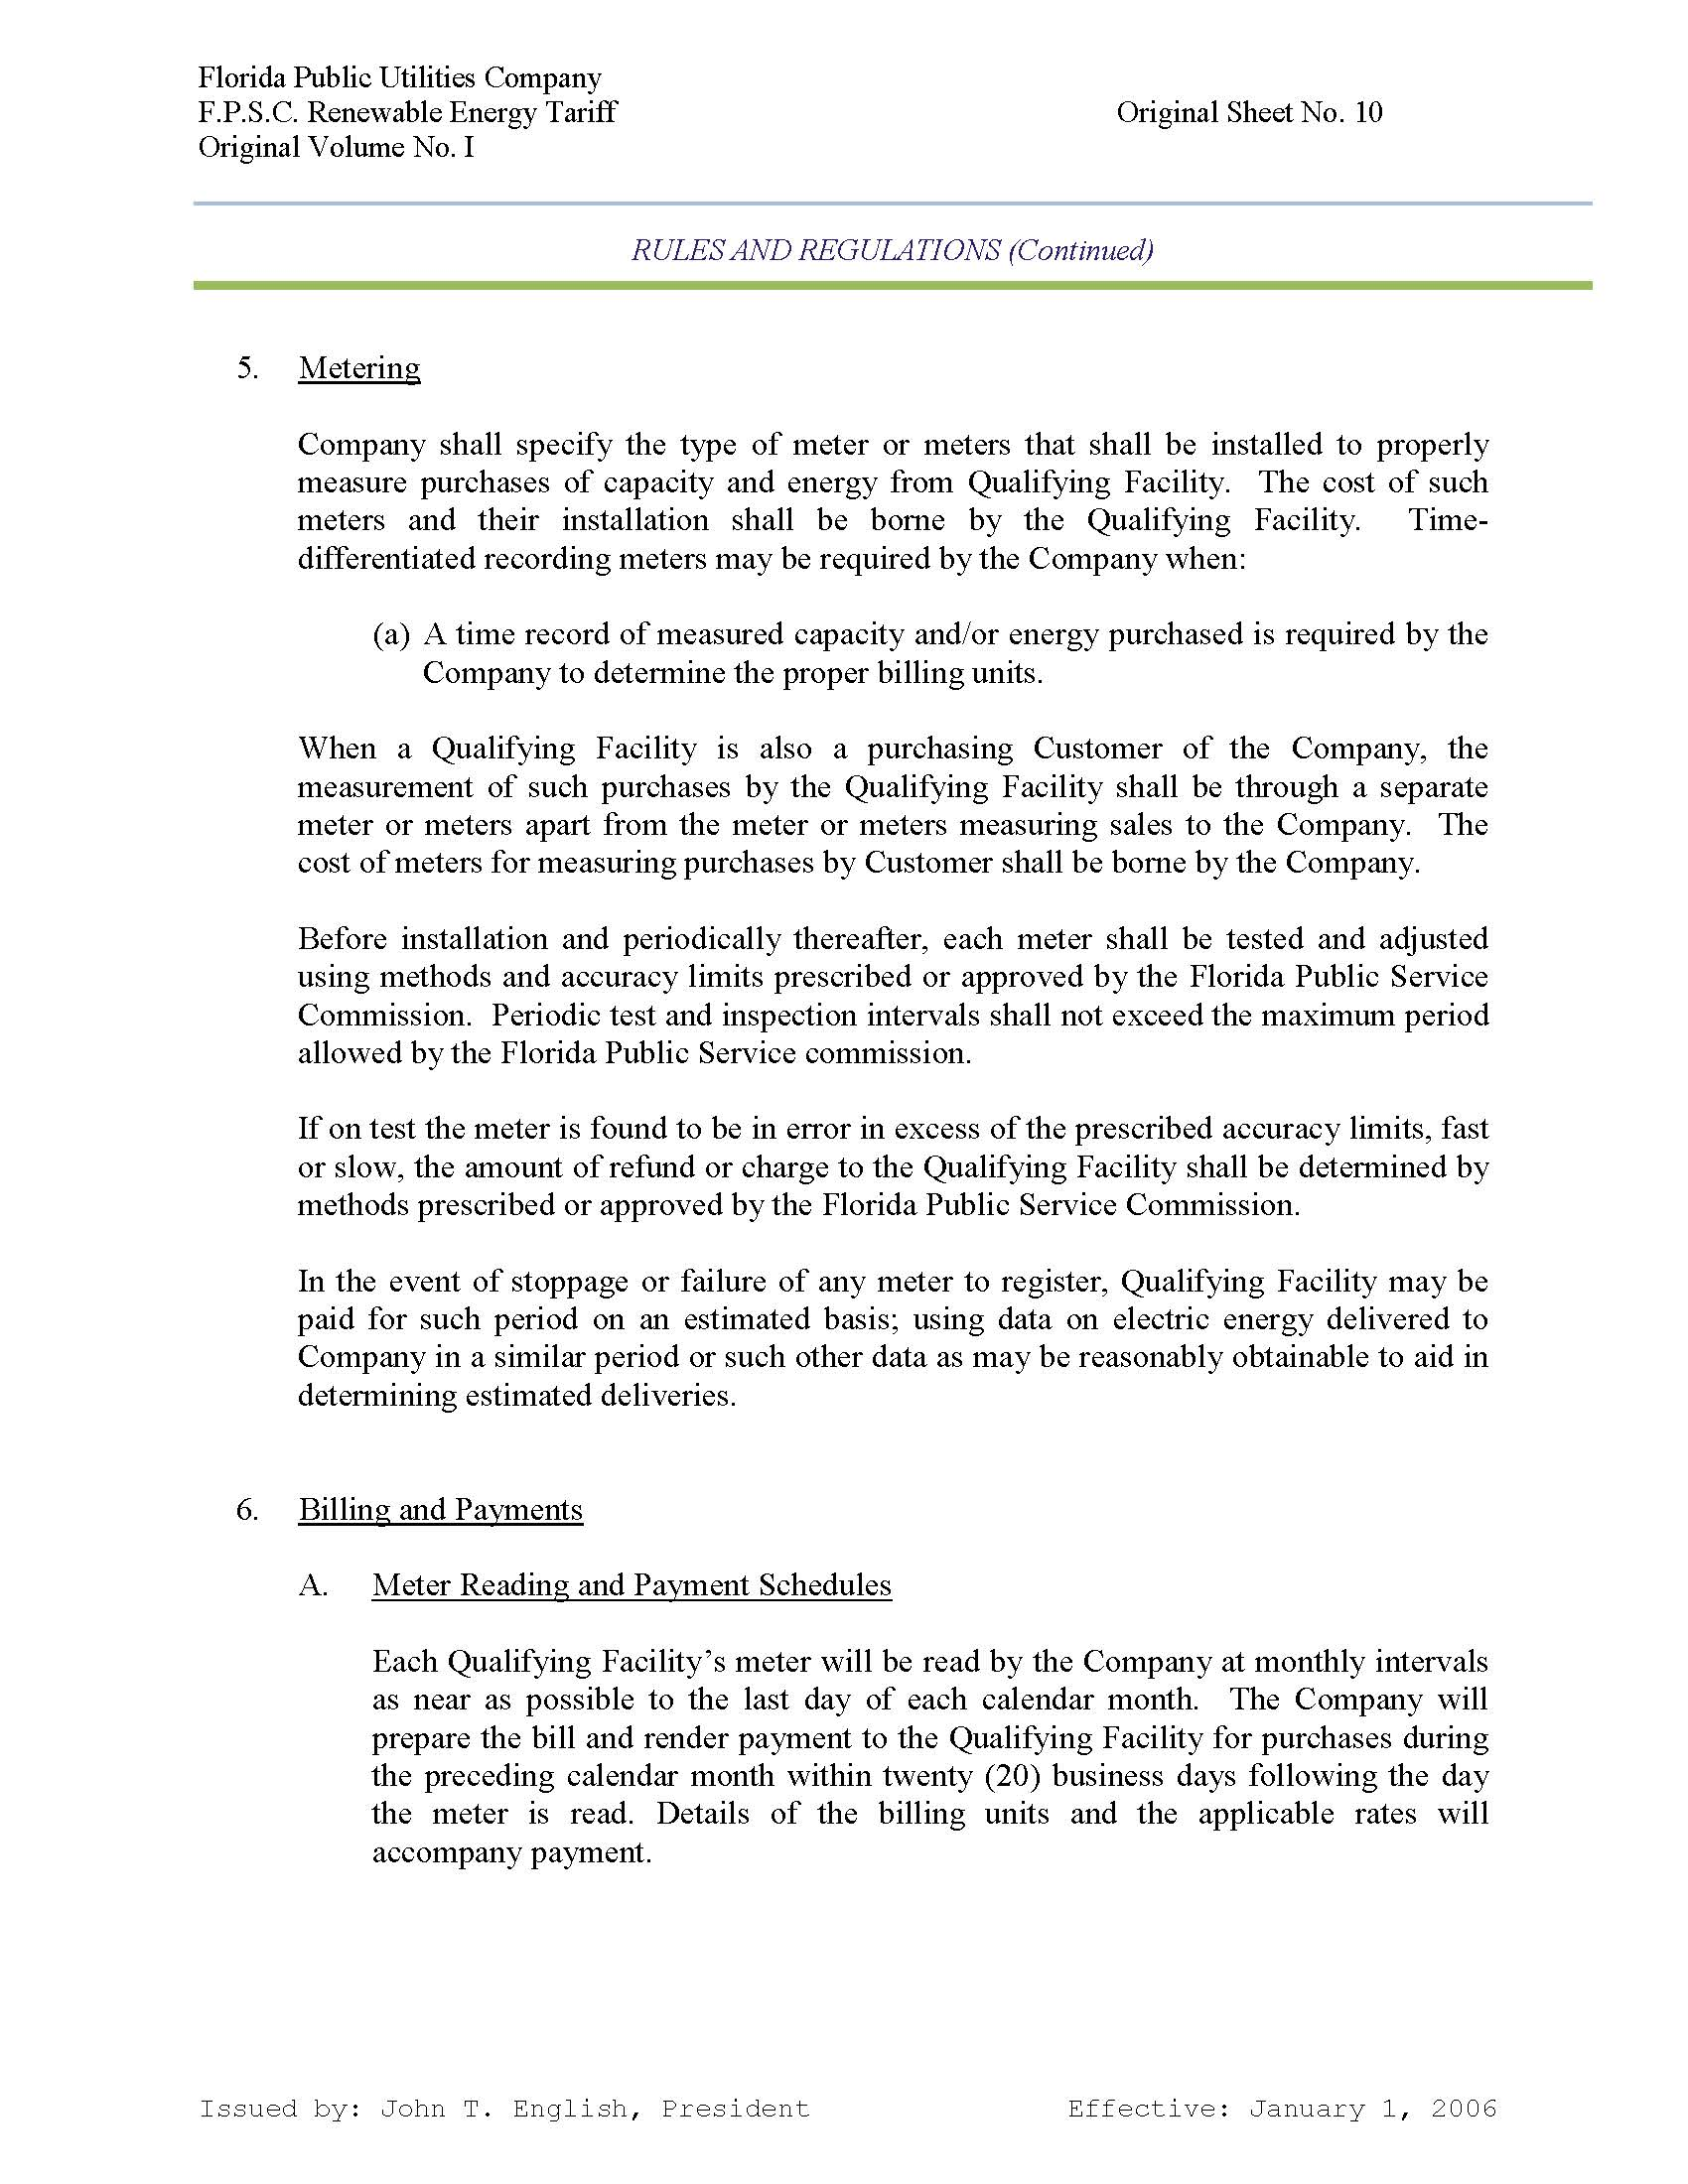 Florida Public Utilities Company
F.P.S.C. Renewable Energy Tariff
Original Sheet No. 10
Original Volume No. I
RULES AND REGULATIONS (Continued)
5. Metering
Company shall specify the type of meter or meters that shall be installed to properly
measure purchases of capacity and energy from Qualifying Facility. The cost of such
meters and their installation shall be borne by the Qualifying Facility. Time-
differentiated recording meters may be required by the Company when:
(a) A time record of measured capacity and/or energy purchased is required by the
Company to determine the proper billing units.
When a Qualifying Facility is also a purchasing Customer of the Company, the
measurement of such purchases by the Qualifying Facility shall be through a separate
meter or meters apart from the meter or meters measuring sales to the Company. The
cost of meters for measuring purchases by Customer shall be borne by the Company.
Before installation and periodically thereafter, each meter shall be tested and adjusted
using methods and accuracy limits prescribed or approved by the Florida Public Service
Commission. Periodic test and inspection intervals shall not exceed the maximum period
allowed by the Florida Public Service commission.
If on test the meter is found to be in error in excess of the prescribed accuracy limits, fast
or slow, the amount of refund or charge to the Qualifying Facility shall be determined by
methods prescribed or approved by the Florida Public Service Commission.
In the event of stoppage or failure of any meter to register, Qualifying Facility may be
paid for such period on an estimated basis; using data on electric energy delivered to
Company in a similar period or such other data as may be reasonably obtainable to aid in
determining estimated deliveries.
6. Billing and Payments
A. Meter Reading and Payment Schedules
Each Qualifying Facility’s meter will be read by the Company at monthly intervals
as near as possible to the last day of each calendar month. The Company will
prepare the bill and render payment to the Qualifying Facility for purchases during
the preceding calendar month within twenty (20) business days following the day
the meter is read. Details of the billing units and the applicable rates will
accompany payment.
Issued by: John T. English, President
Effective: January 1, 2006